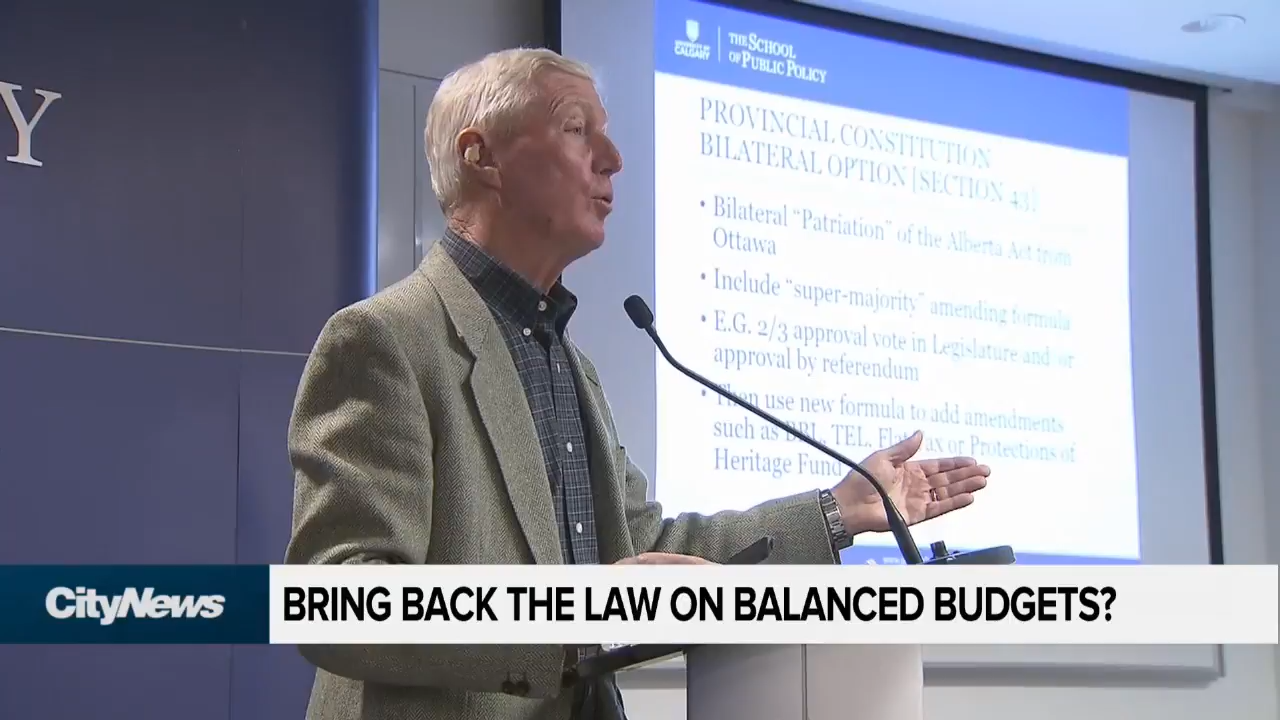 Y
UNIVERSITY OF
CALGARY
THE SCHOOL
OF PUBLIC POLICY
PROVINCIAL CONSTITUTION
BILATERAL OPTION [SECTION 43]
• Bilateral “Patriation” of the Alberta Act from
Ottawa
• Include “super-majority” amending formula
• E.G. 2/3 approval vote in Legislature and/or
approval by referendum
• Then use new formula to add amendments
such as BBL, TEL, Flat Tax or Protections of
Heritage Fund
CityNews
BRING BACK THE LAW ON BALANCED BUDGETS?